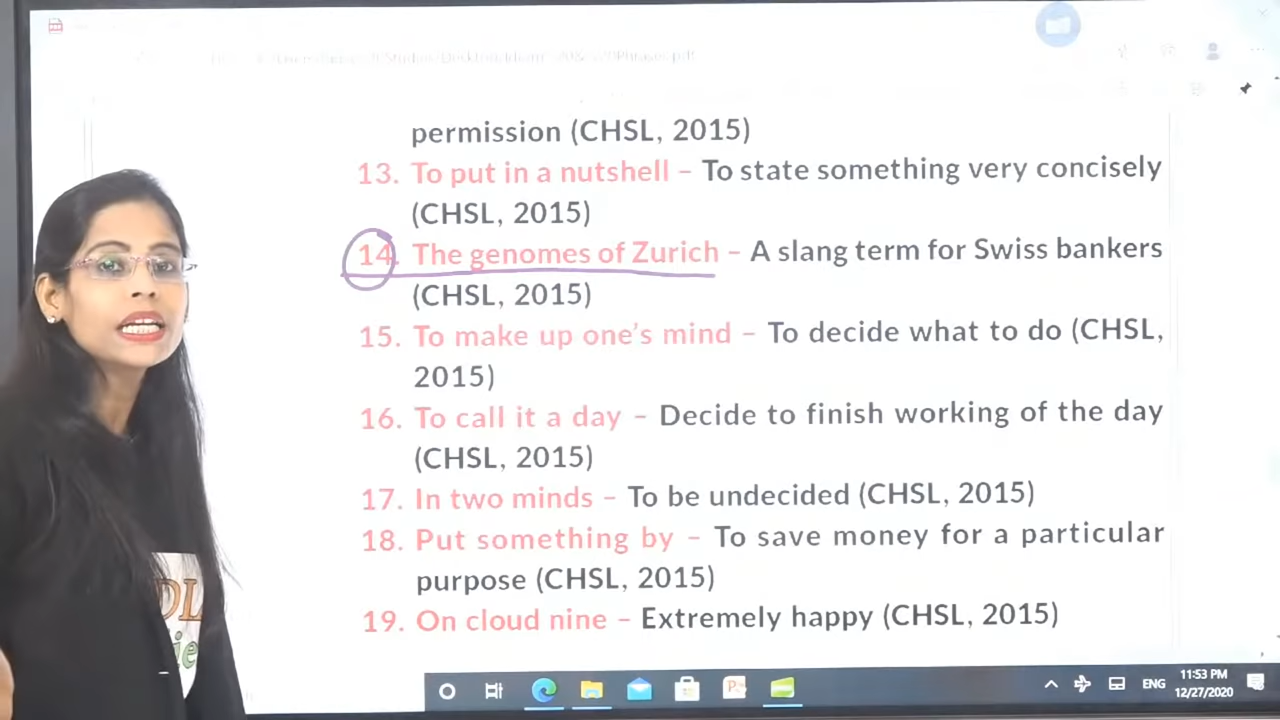 permission (CHSL, 2015)
13. To put in a nutshell – To state something very concisely
(CHSL, 2015)
14. The genomes of Zurich – A slang term for Swiss bankers
(CHSL, 2015)
15. To make up one's mind – To decide what to do (CHSL,
2015)
16. To call it a day – Decide to finish working of the day
(CHSL, 2015)
17. In two minds – To be undecided (CHSL, 2015)
18. Put something by – To save money for a particular
purpose (CHSL, 2015)
19. On cloud nine – Extremely happy (CHSL, 2015)
ENG
11:53 PM
12/27/2020